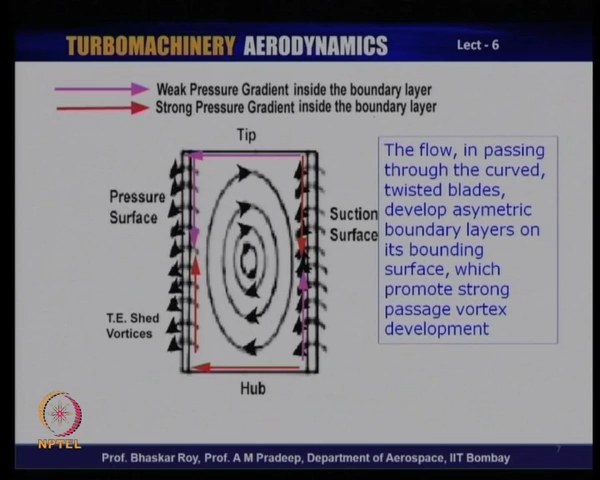 TURBOMACHINERY AERODYNAMICS
Lect - 6
Weak Pressure Gradient inside the boundary layer
Strong Pressure Gradient inside the boundary layer
Tip
Pressure
Surface
Suction
Surface
T.E. Shed
Vortices
Hub
The flow, in passing
through the curved,
twisted blades,
develop asymetric
boundary layers on
its bounding
surface, which
promote strong
passage vortex
development
NPTEL
Prof. Bhaskar Roy, Prof. A M Pradeep, Department of Aerospace, IIT Bombay
7